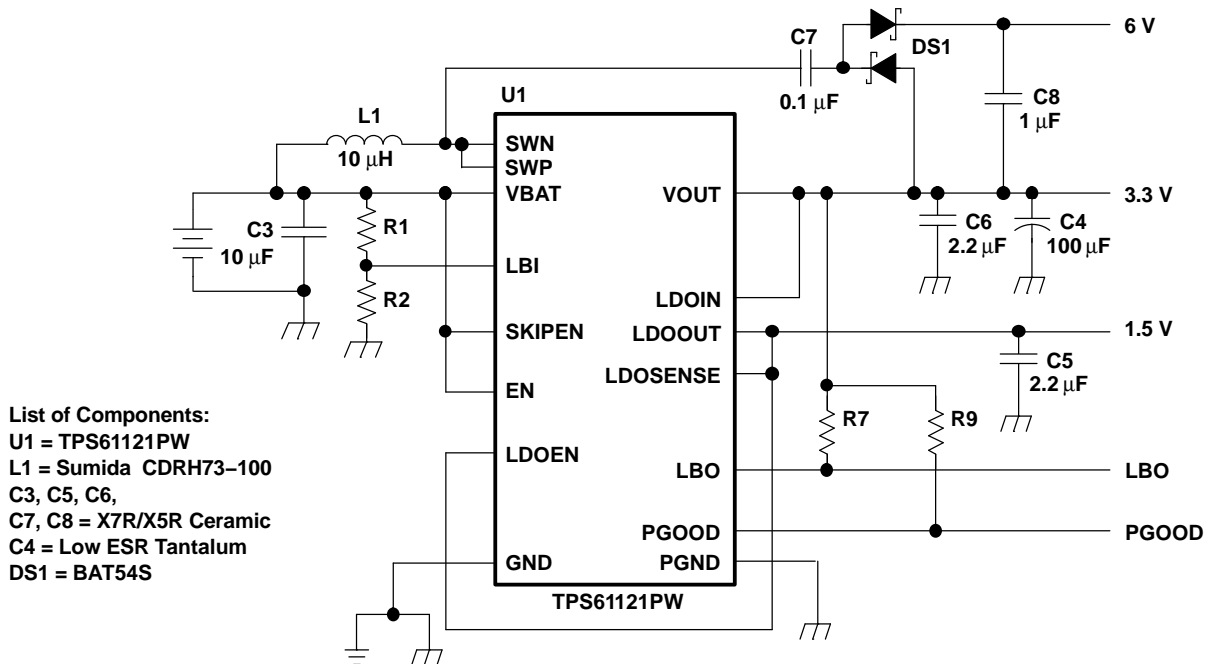 6 V
C7
DS1
0.1 µF
C8
1 µF
U1
L1
10 µH
SWN
SWP
VBAT
VOUT
3.3 V
C3
10 µF
R1
R2
LBI
C6
2.2 µF
C4
100 µF
LDOIN
SKIPEN
LDOOUT
1.5 V
LDOSENSE
C5
2.2 µF
EN
R7
R9
LDOEN
LBO
LBO
PGOOD
PGOOD
GND
PGND
TPS61121PW
List of Components:
U1 = TPS61121PW
L1 = Sumida CDRH73–100
C3, C5, C6,
C7, C8 = X7R/X5R Ceramic
C4 = Low ESR Tantalum
DS1 = BAT54S